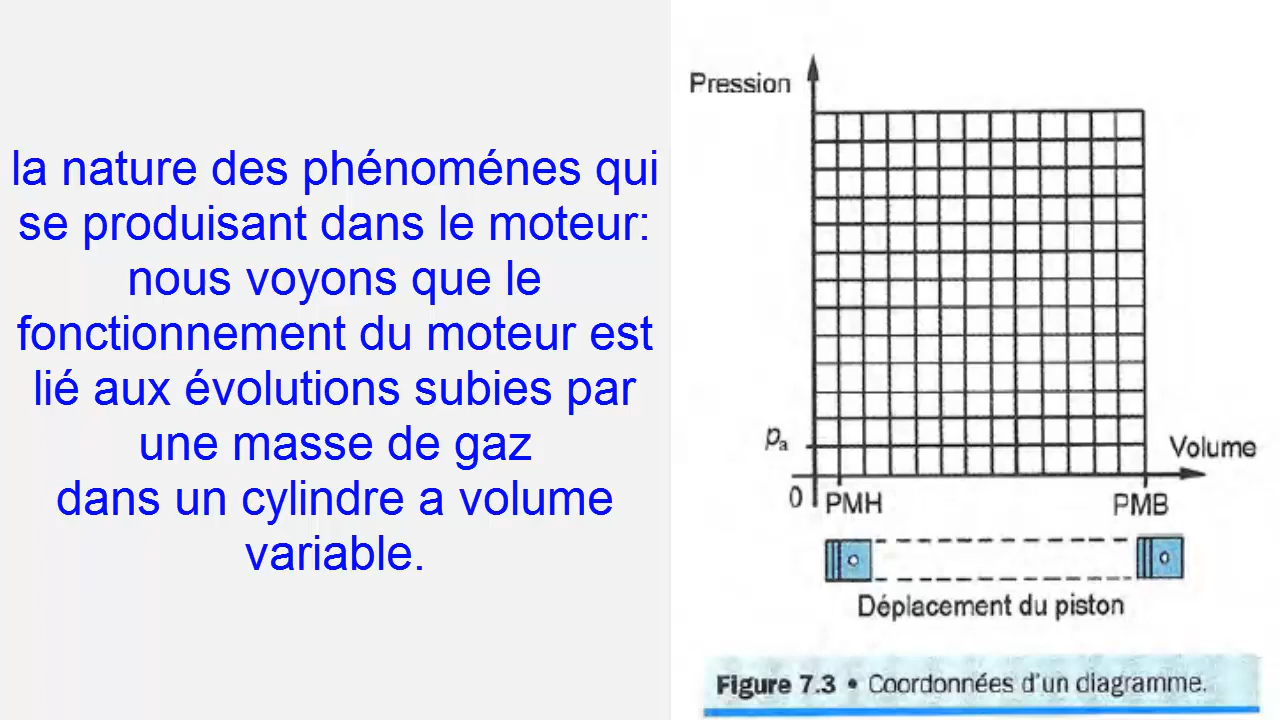 la nature des phénoménes qui
se produisant dans le moteur:
nous voyons que le
fonctionnement du moteur est
lié aux évolutions subies par
une masse de gaz
dans un cylindre a volume
variable.
Pression
pa
Volume
0
PMH
PMB
Déplacement du piston
Figure 7.3 • Coordonnées d'un diagramme.